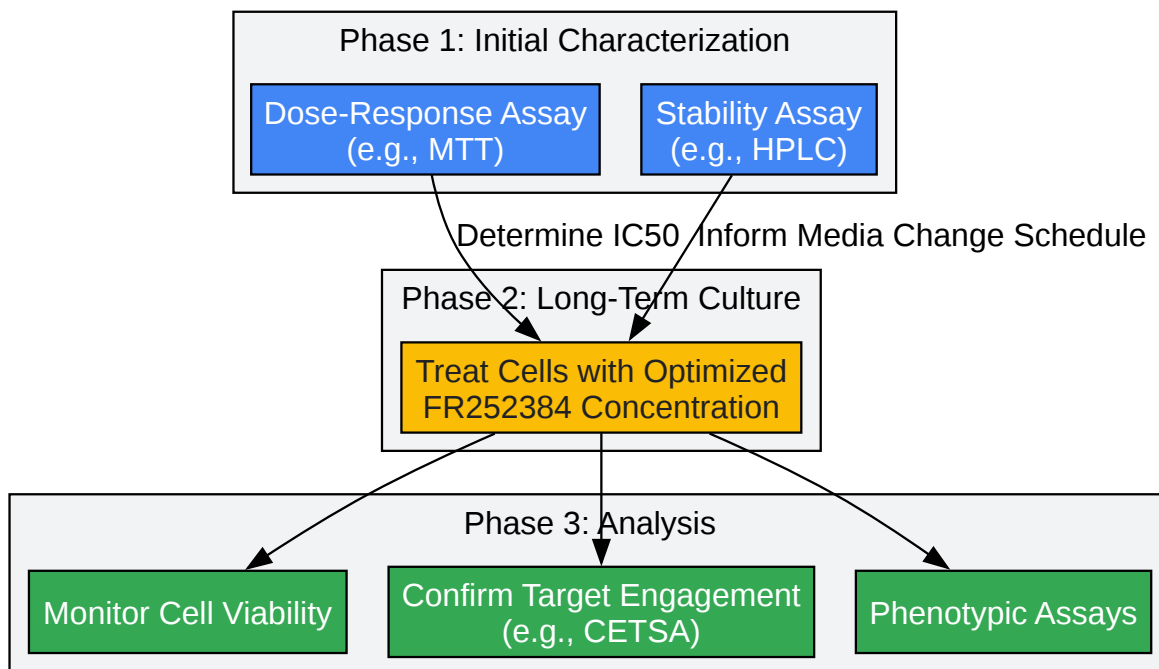 Phase 1: Initial Characterization
Dose-Response Assay
(e.g., MTT)
Stability Assay
(e.g., HPLC)
Determine IC50
Inform Media Change Schedule
Phase 2: Long-Term Culture
Treat Cells with Optimized
FR252384 Concentration
Phase 3: Analysis
Monitor Cell Viability
Confirm Target Engagement
(e.g., CETSA)
Phenotypic Assays